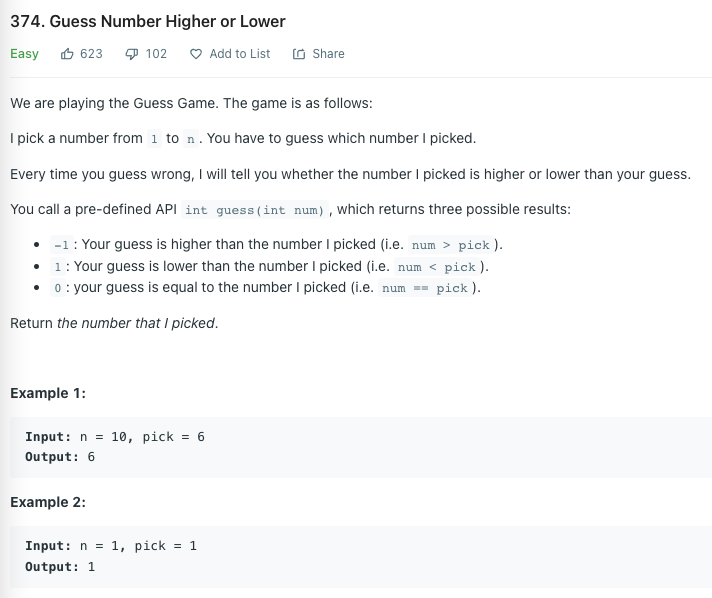 374. Guess Number Higher or Lower
Easy 623 102 Add to List Share
We are playing the Guess Game. The game is as follows:
I pick a number from 1 to n. You have to guess which number I picked.
Every time you guess wrong, I will tell you whether the number I picked is higher or lower than your guess.
You call a pre-defined API int guess(int num), which returns three possible results:
• -1: Your guess is higher than the number I picked (i.e. num > pick).
• 1: Your guess is lower than the number I picked (i.e. num < pick).
• 0: your guess is equal to the number I picked (i.e. num == pick).
Return the number that I picked.
Example 1:
Input: n = 10, pick = 6
Output: 6
Example 2:
Input: n = 1, pick = 1
Output: 1